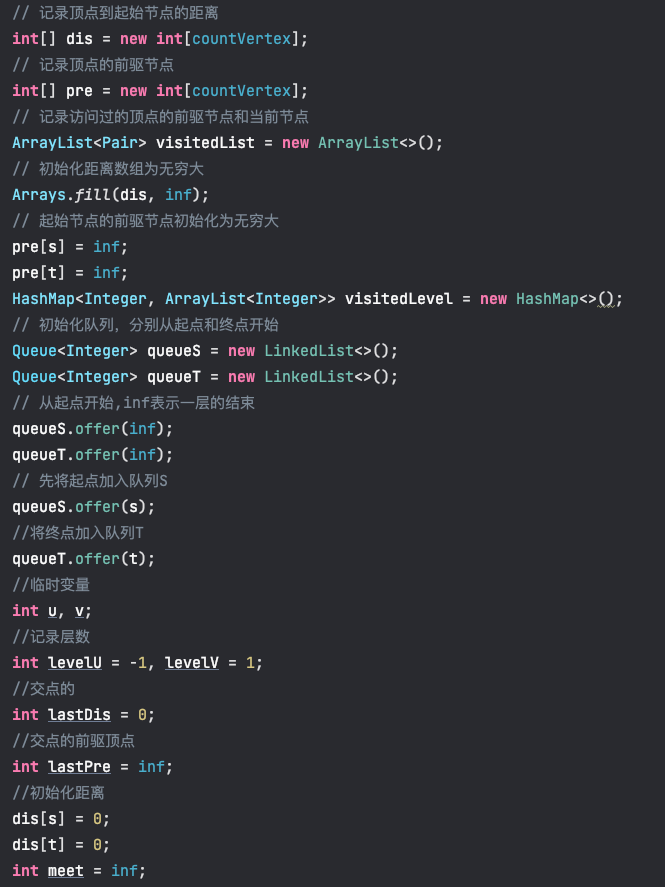 // 记录顶点到起始节点的距离
int[] dis = new int[countVertex];
// 记录顶点的前驱节点
int[] pre = new int[countVertex];
// 记录访问过的顶点的前驱节点和当前节点
ArrayList<Pair> visitedList = new ArrayList<>();
// 初始化距离数组为无穷大
Arrays.fill(dis, inf);
// 起始节点的前驱节点初始化为无穷大
pre[s] = inf;
pre[t] = inf;
HashMap<Integer, ArrayList<Integer>> visitedLevel = new HashMap<>();
// 初始化队列，分别从起点和终点开始
Queue<Integer> queueS = new LinkedList<>();
Queue<Integer> queueT = new LinkedList<>();
// 从起点开始,inf表示一层的结束
queueS.offer(inf);
queueT.offer(inf);
// 先将起点加入队列S
queueS.offer(s);
//将终点加入队列T
queueT.offer(t);
//临时变量
int u, v;
//记录层数
int levelU = -1, levelV = 1;
//交点的
int lastDis = 0;
//交点的前驱顶点
int lastPre = inf;
//初始化距离
dis[s] = 0;
dis[t] = 0;
int meet = inf;